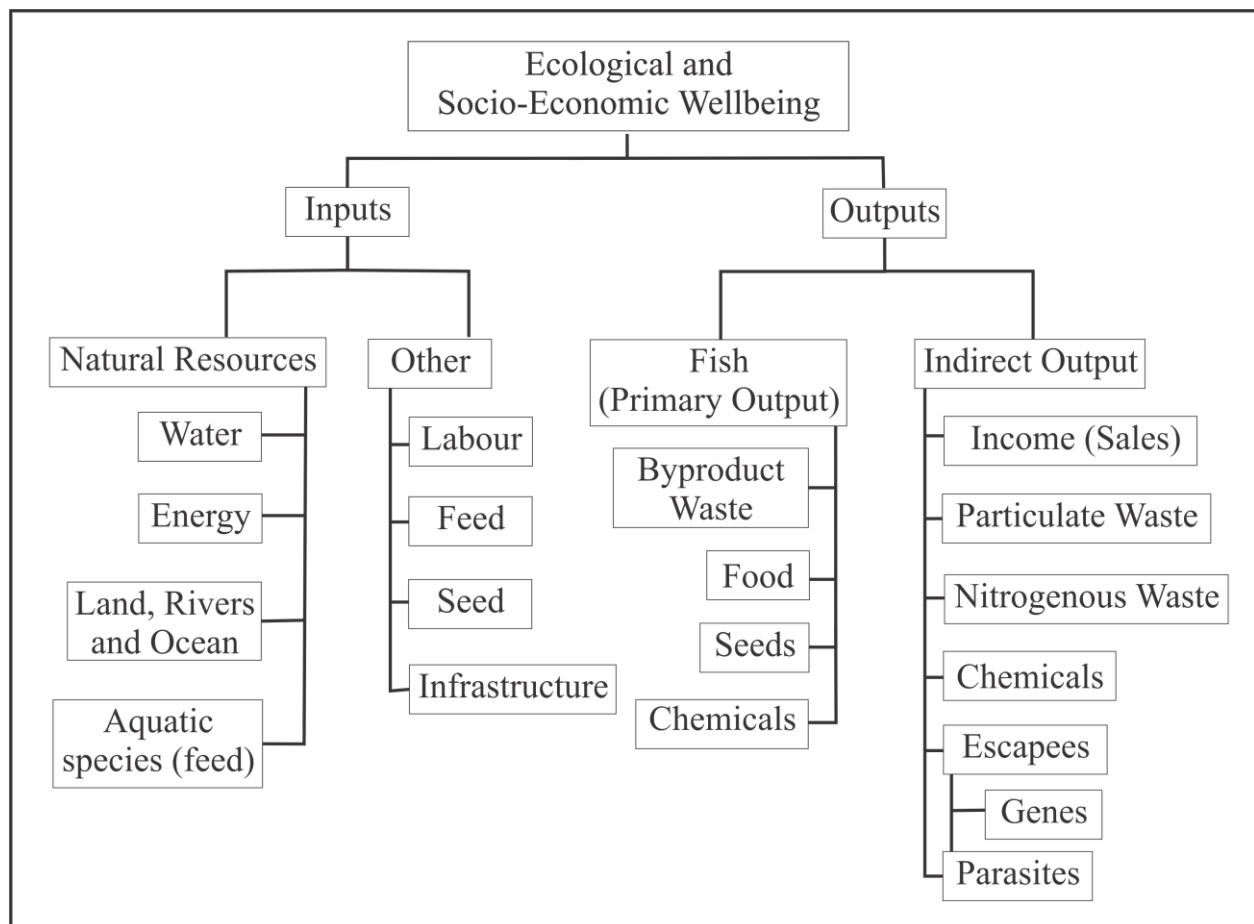 Ecological and
Socio-Economic Wellbeing
Inputs
Outputs
Natural Resources
Water
Energy
Land, Rivers
and Ocean
Aquatic
species (feed)
Other
Labour
Feed
Seed
Infrastructure
Fish
(Primary Output)
Byproduct
Waste
Food
Seeds
Chemicals
Indirect Output
Income (Sales)
Particulate Waste
Nitrogenous Waste
Chemicals
Escapees
Genes
Parasites